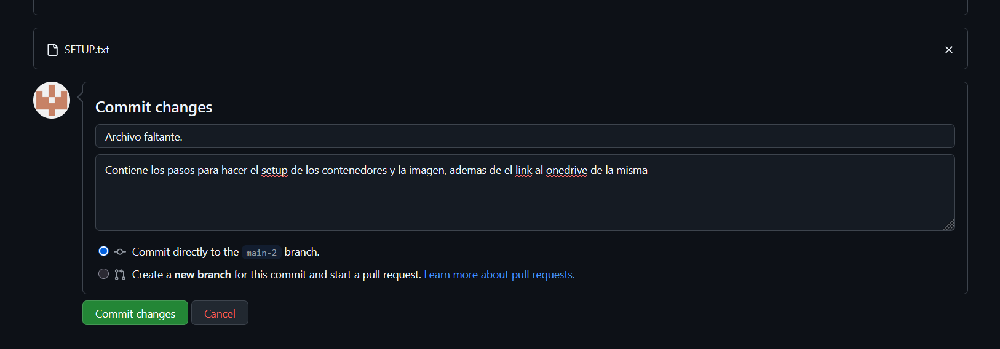 SETUP.txt
Commit changes
Archivo faltante.
Contiene los pasos para hacer el setup de los contenedores y la imagen, ademas de el link al onedrive de la misma
Commit directly to the main-2 branch.
Create a new branch for this commit and start a pull request. Learn more about pull requests.
Commit changes Cancel